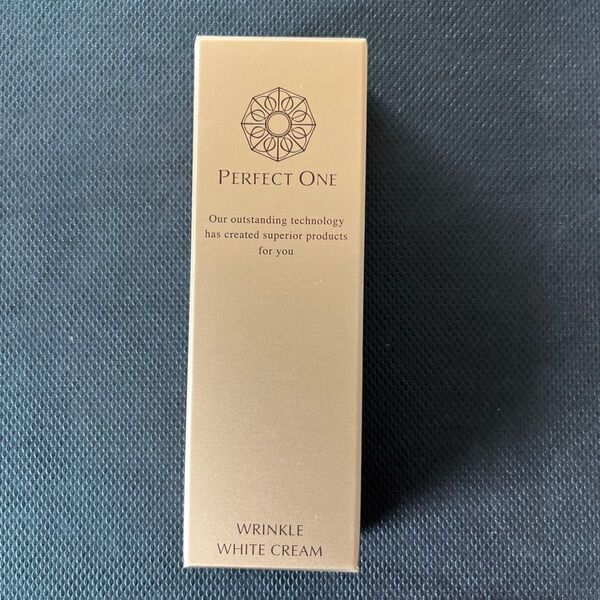 PERFECT ONE
Our outstanding technology
has created superior products
for you
WRINKLE
WHITE CREAM